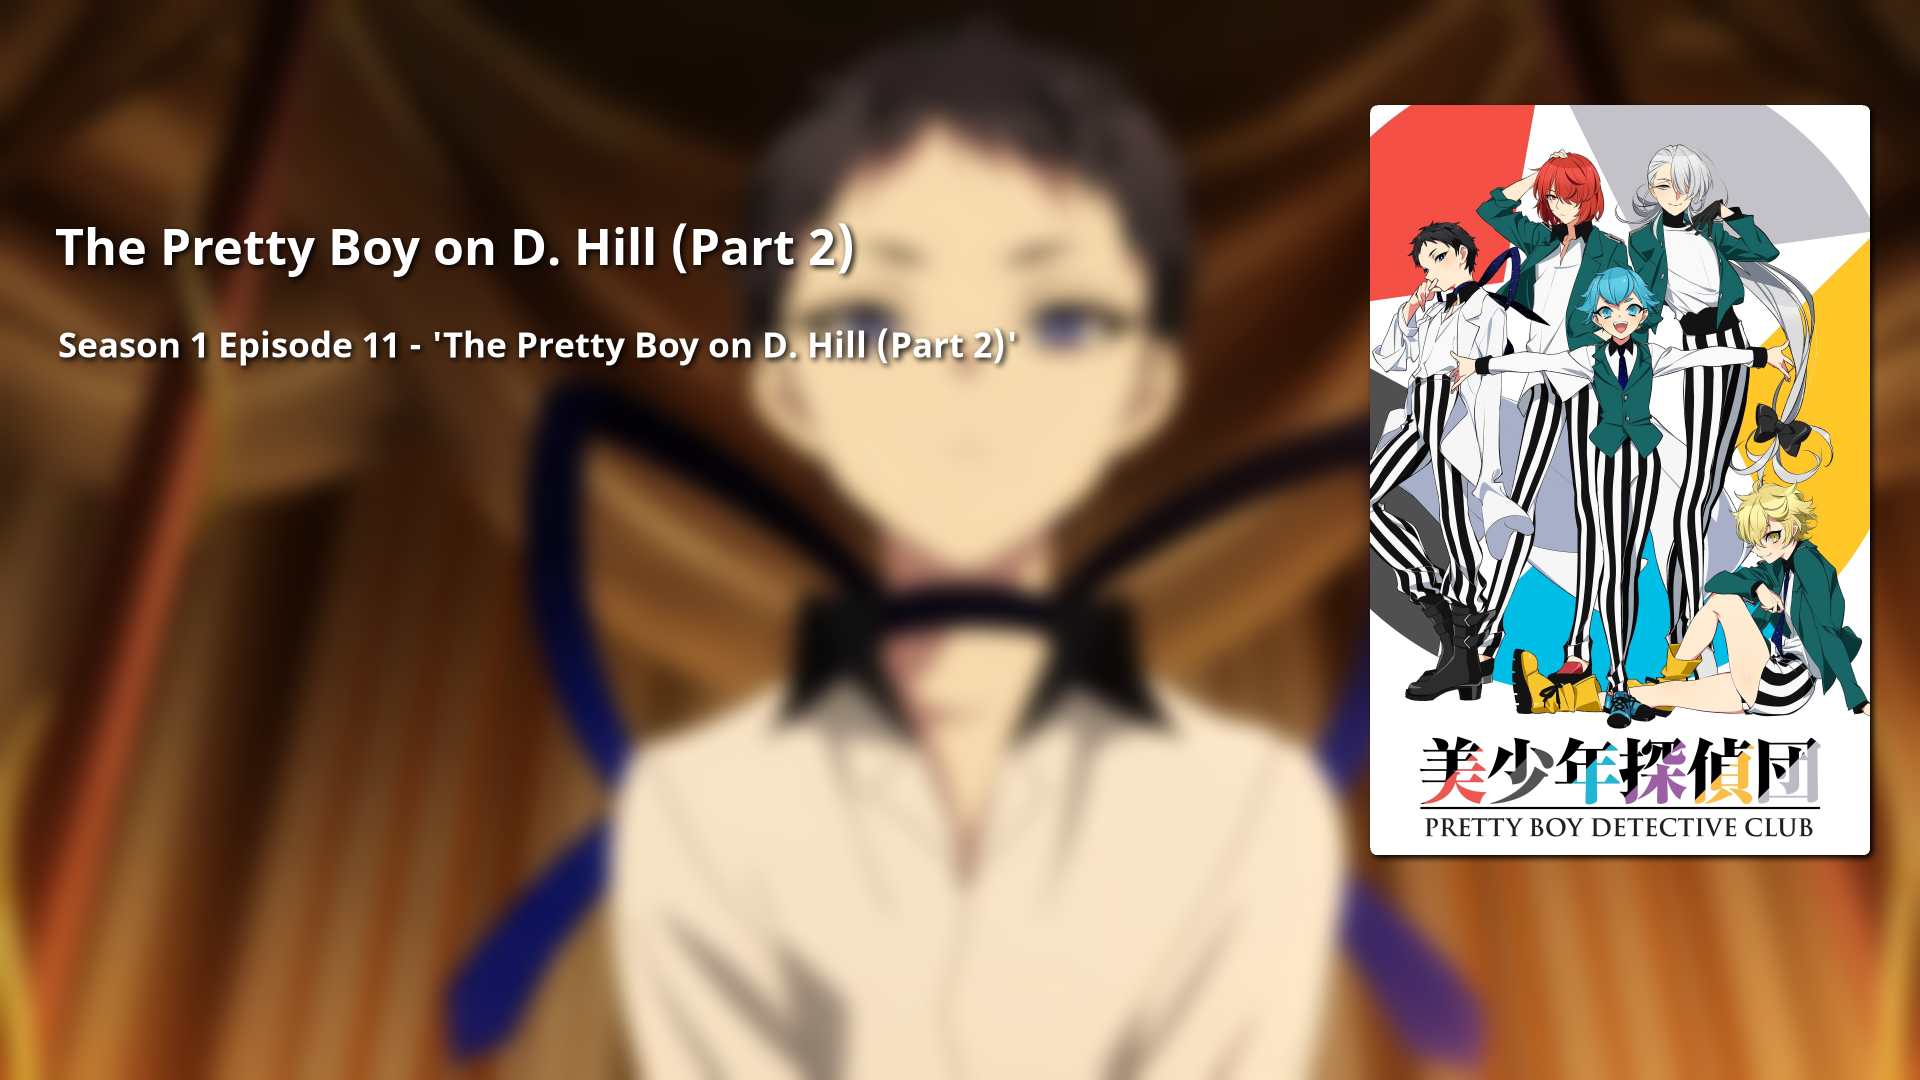 The Pretty Boy on D. Hill (Part 2)
Season 1 Episode 11 - 'The Pretty Boy on D. Hill (Part 2)'
美少年探偵団
PRETTY BOY DETECTIVE CLUB